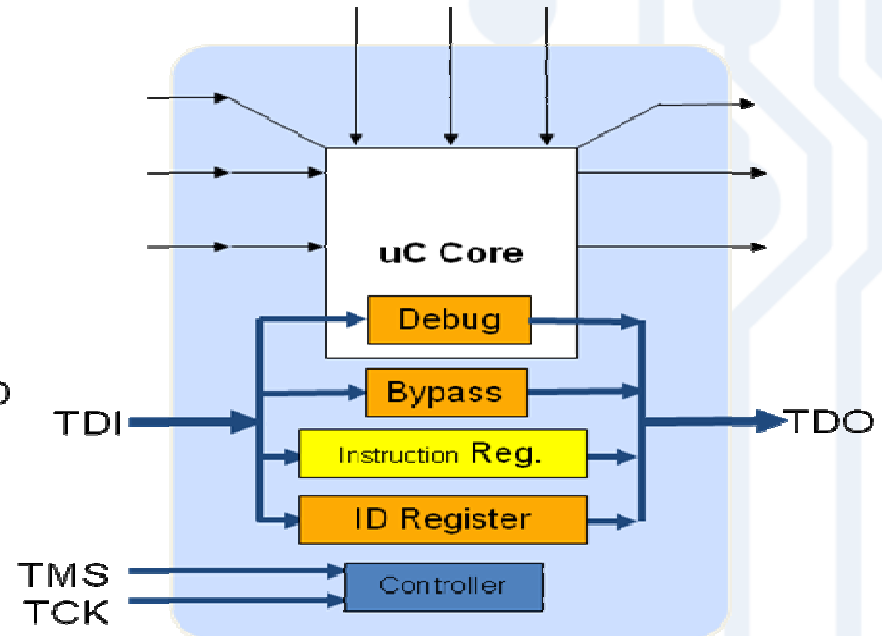 uC Core
Debug
Bypass
TDI
TDO
Instruction Reg.
ID Register
TMS
Controller
TCK